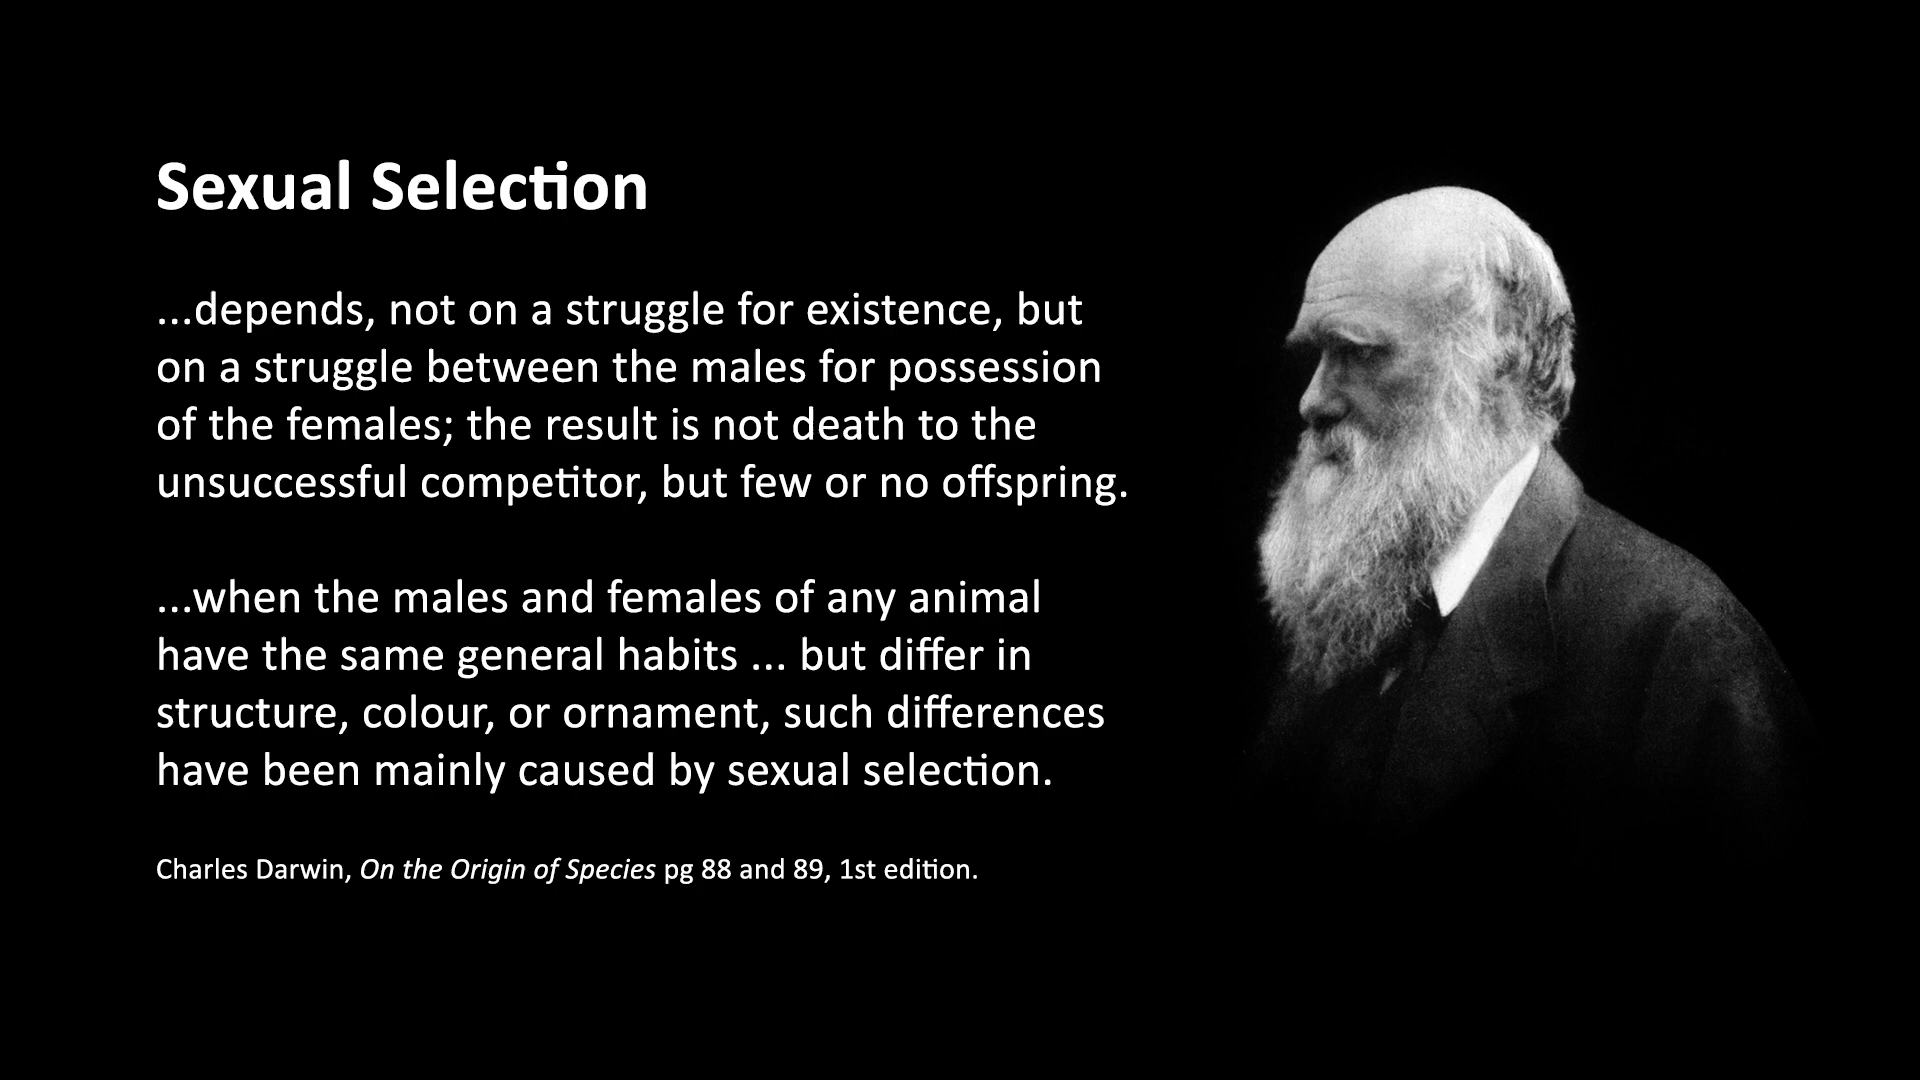 Sexual Selection
...depends, not on a struggle for existence, but
on a struggle between the males for possession
of the females; the result is not death to the
unsuccessful competitor, but few or no offspring.
...when the males and females of any animal
have the same general habits ... but differ in
structure, colour, or ornament, such differences
have been mainly caused by sexual selection.
Charles Darwin, On the Origin of Species pg 88 and 89, 1st edition.